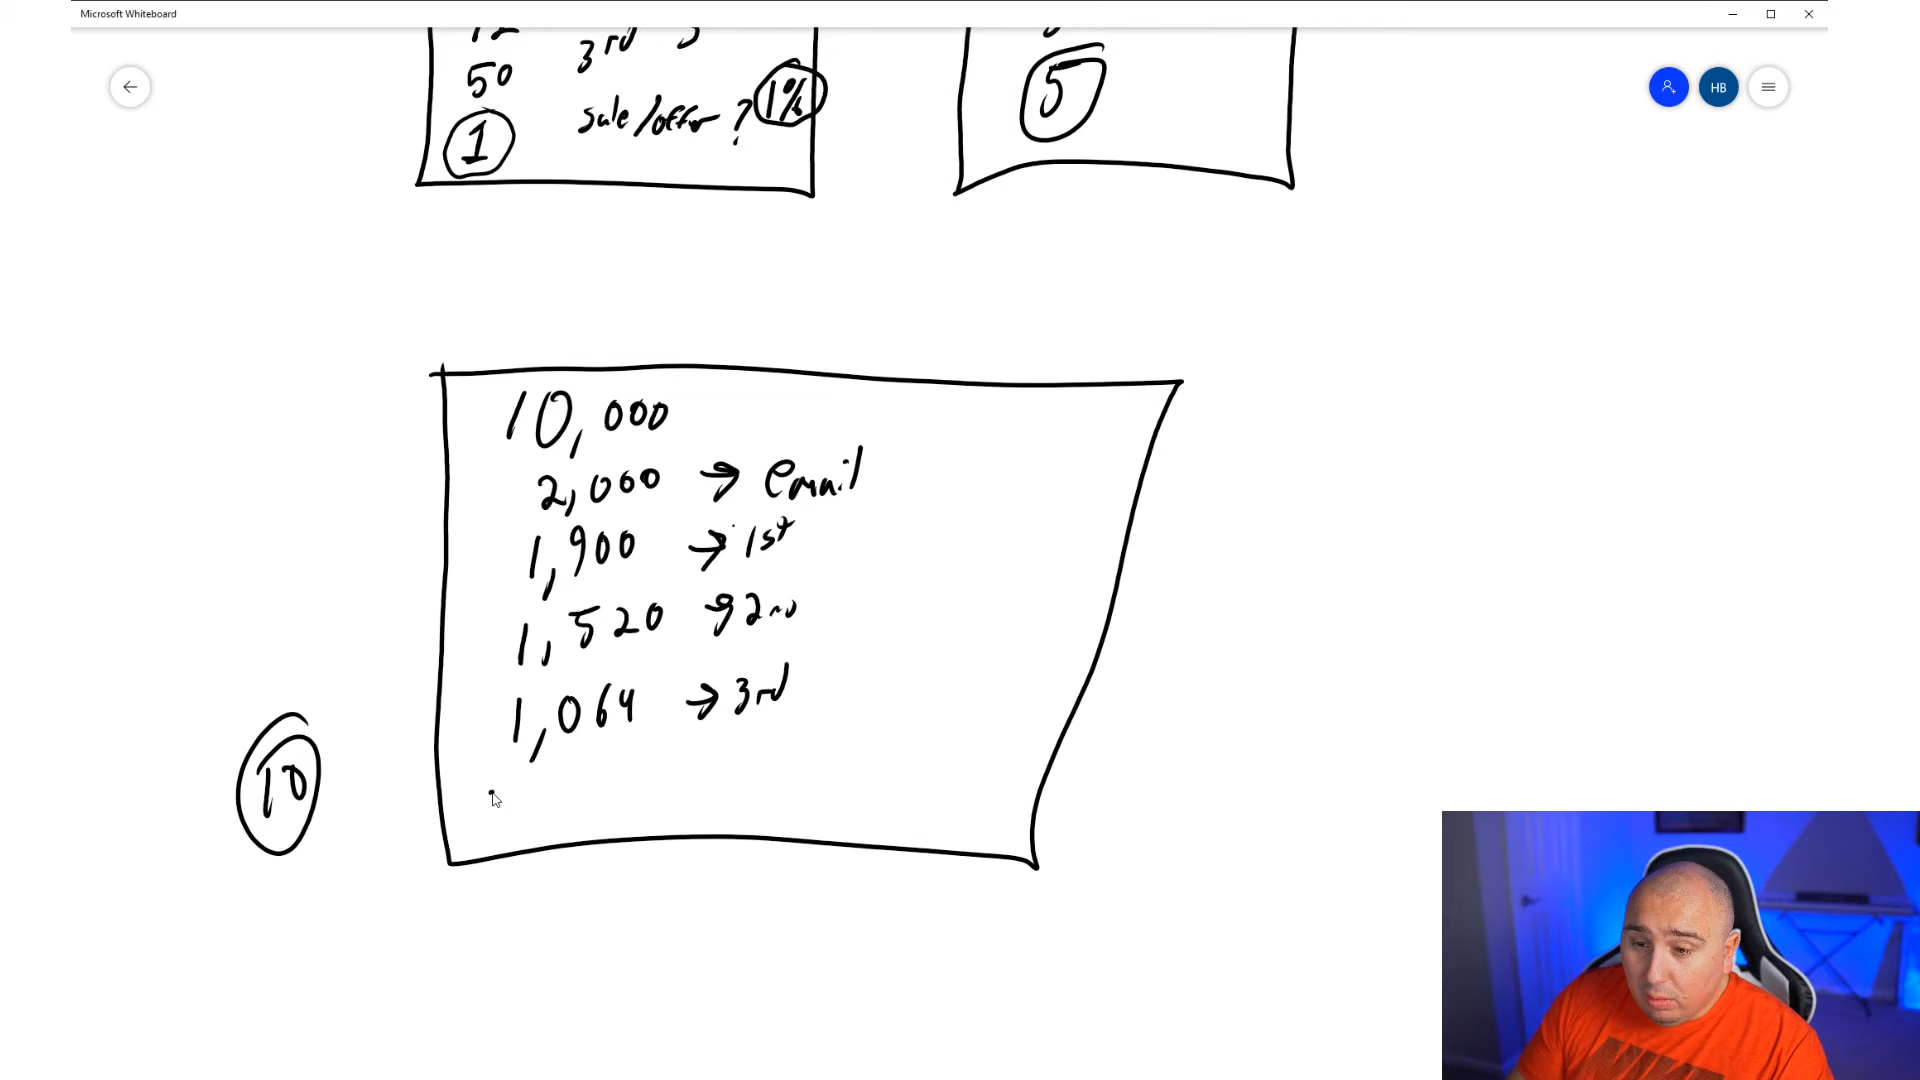 Microsoft Whiteboard
50
3rd
sale/offer ? 1%
1
5
HB
10,000
2,000 → email
1,900 → 1st
1,520 → 2nd
1,064 → 3rd
10